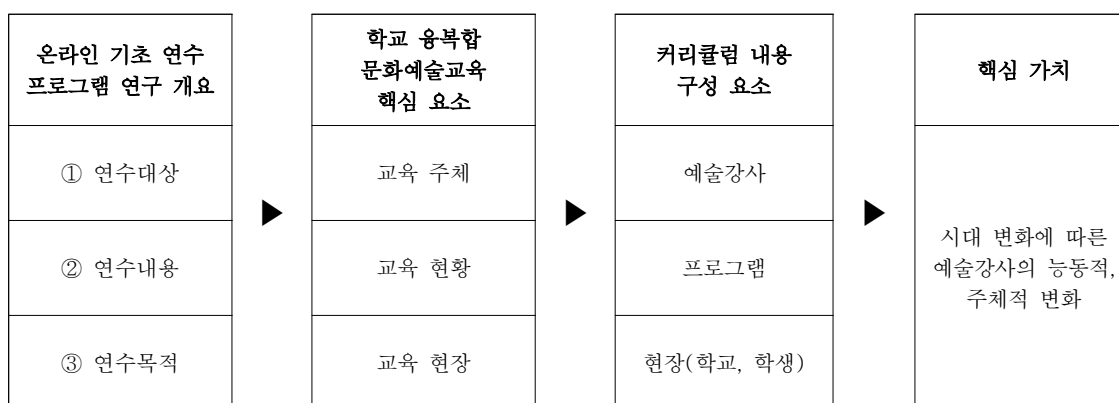 온라인 기초 연수
프로그램 연구 개요
① 연수대상
② 연수내용
③ 연수목적
▶
학교 융복합
문화예술교육
핵심 요소
교육 주체
교육 현황
교육 현장
▶
커리큘럼 내용
구성 요소
예술강사
프로그램
현장(학교, 학생)
▶
핵심 가치
시대 변화에 따른
예술강사의 능동적,
주체적 변화